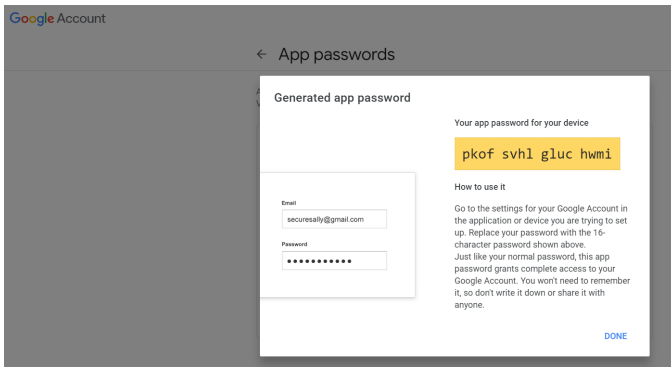 Google Account
← App passwords
Generated app password
Your app password for your device
pkof svhl gluc hwmi
How to use it
Email
securesally@gmail.com
Go to the settings for your Google Account in
the application or device you are trying to set
up. Replace your password with the 16-
character password shown above.
Password
•••••••••••
Just like your normal password, this app
password grants complete access to your
Google Account. You won't need to remember
it, so don't write it down or share it with
anyone.
DONE